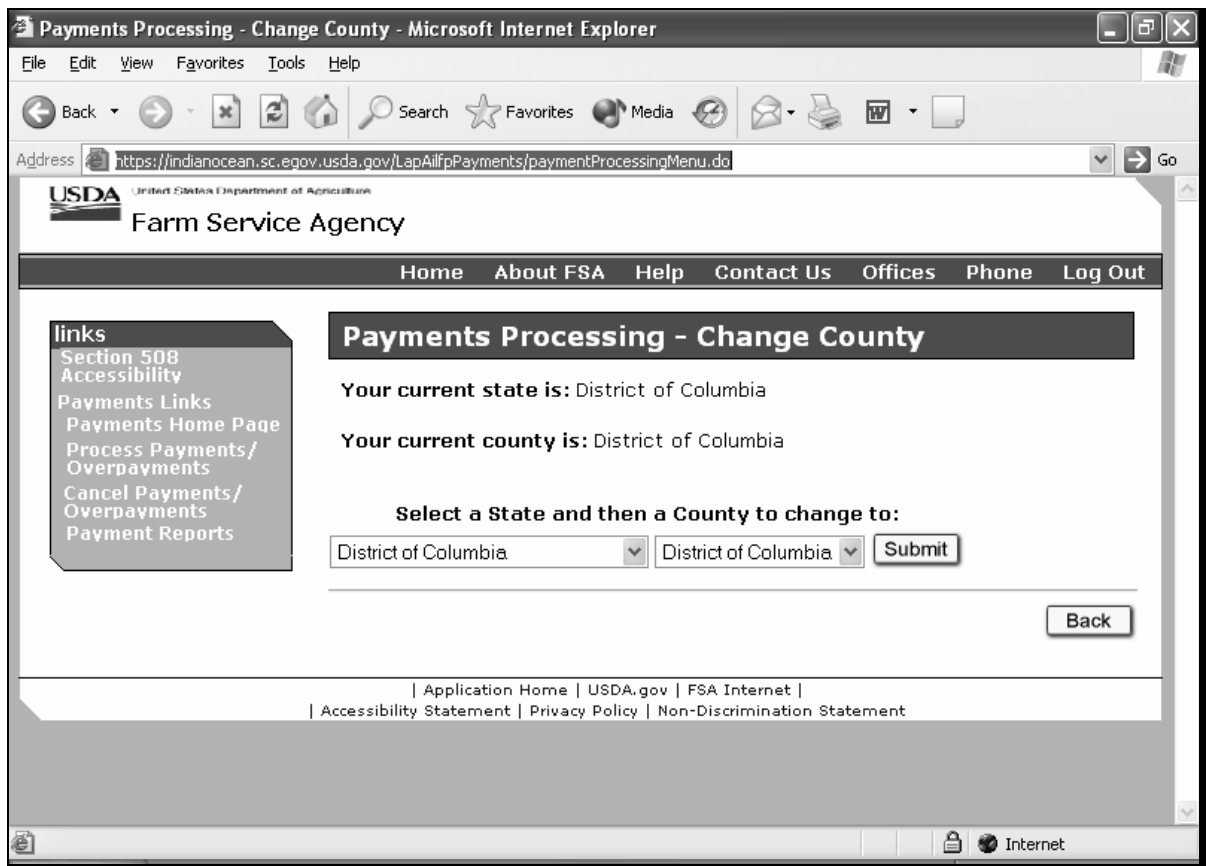 Payments Processing - Change County - Microsoft Internet Explorer
File Edit View Favorites Tools Help
Back Search Favorites Media
Address https://indianocean.sc.egov.usda.gov/LapAilfpPayments/paymentProcessingMenu.do Go
USDA United States Department of Agriculture
Farm Service Agency
Home About FSA Help Contact Us Offices Phone Log Out
links
Section 508
Accessibility
Payments Links
Payments Home Page
Process Payments/
Overpayments
Cancel Payments/
Overpayments
Payment Reports
Payments Processing - Change County
Your current state is: District of Columbia
Your current county is: District of Columbia
Select a State and then a County to change to:
District of Columbia District of Columbia Submit
Back
| Application Home | USDA.gov | FSA Internet |
| Accessibility Statement | Privacy Policy | Non-Discrimination Statement
Internet